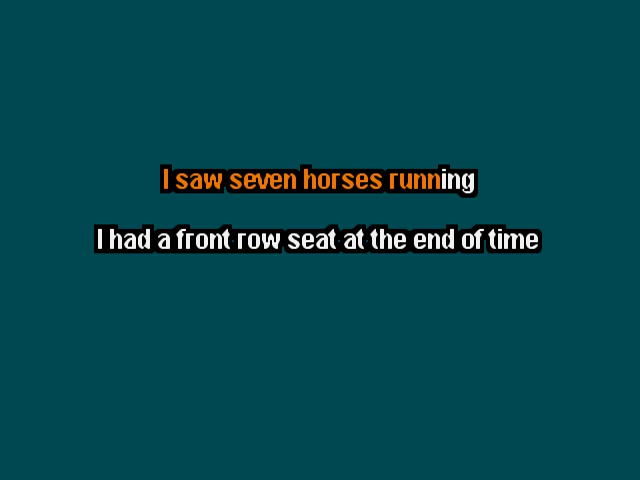 I saw seven horses running
I had a front row seat at the end of time